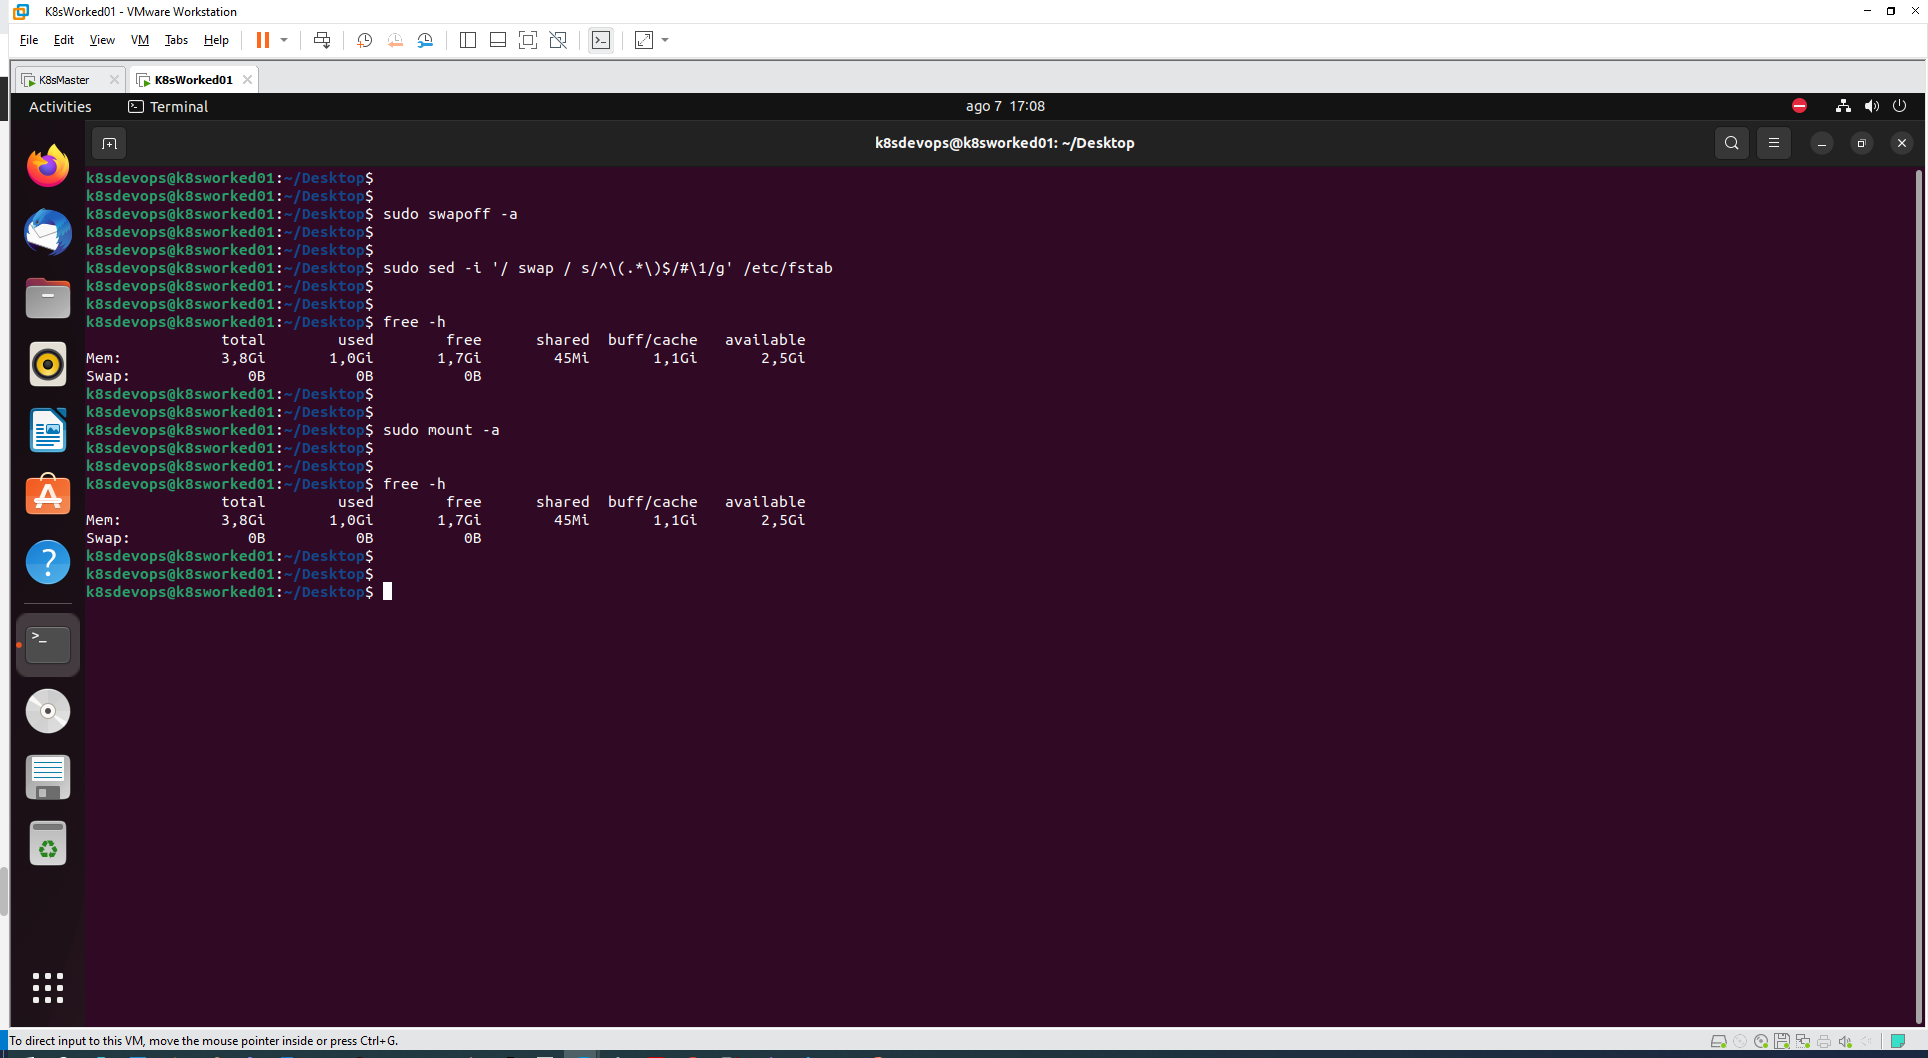 K8sWorked01 - VMware Workstation
File Edit View VM Tabs Help
K8sMaster K8sWorked01
Activities Terminal ago 7 17:08
k8sdevops@k8sworked01: ~/Desktop
k8sdevops@k8sworked01:~/Desktop$
k8sdevops@k8sworked01:~/Desktop$
k8sdevops@k8sworked01:~/Desktop$ sudo swapoff -a
k8sdevops@k8sworked01:~/Desktop$
k8sdevops@k8sworked01:~/Desktop$
k8sdevops@k8sworked01:~/Desktop$ sudo sed -i '/ swap / s/^\(.*\)$/#\1/g' /etc/fstab
k8sdevops@k8sworked01:~/Desktop$
k8sdevops@k8sworked01:~/Desktop$
k8sdevops@k8sworked01:~/Desktop$ free -h
total used free shared buff/cache available
Mem: 3,8Gi 1,0Gi 1,7Gi 45Mi 1,1Gi 2,5Gi
Swap: 0B 0B 0B
k8sdevops@k8sworked01:~/Desktop$
k8sdevops@k8sworked01:~/Desktop$
k8sdevops@k8sworked01:~/Desktop$ sudo mount -a
k8sdevops@k8sworked01:~/Desktop$
k8sdevops@k8sworked01:~/Desktop$
k8sdevops@k8sworked01:~/Desktop$ free -h
total used free shared buff/cache available
Mem: 3,8Gi 1,0Gi 1,7Gi 45Mi 1,1Gi 2,5Gi
Swap: 0B 0B 0B
k8sdevops@k8sworked01:~/Desktop$
k8sdevops@k8sworked01:~/Desktop$
k8sdevops@k8sworked01:~/Desktop$
To direct input to this VM, move the mouse pointer inside or press Ctrl+G.